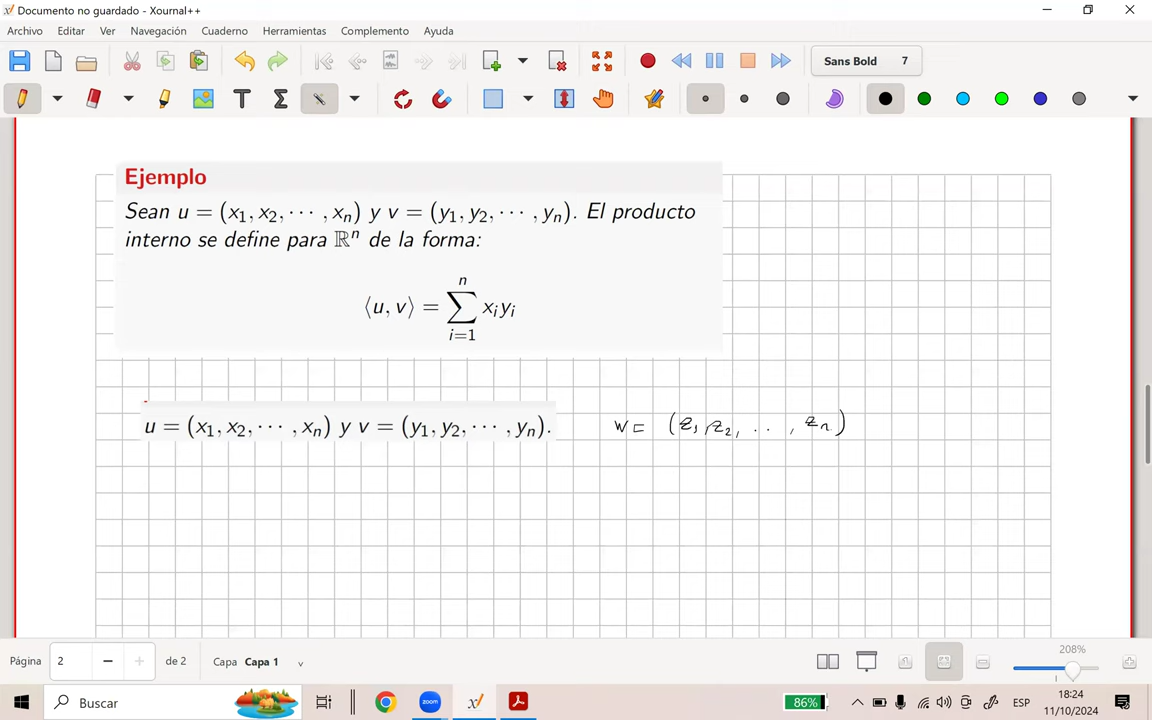 Documento no guardado - Xournal++
Archivo Editar Ver Navegación Cuaderno Herramientas Complemento Ayuda
Sans Bold 7
Ejemplo
Sean u = (x₁, x₂, ⋯ , xₙ) y v = (y₁, y₂, ⋯ , yₙ). El producto
interno se define para ℝⁿ de la forma:
⟨u, v⟩ = ∑ᵢ₌₁ⁿ xᵢyᵢ
u = (x₁, x₂, ⋯ , xₙ) y v = (y₁, y₂, ⋯ , yₙ). w = (z₁, z₂, . . , zₙ)
Página 2 de 2 Capa Capa 1 208%
Buscar zoom 86% ESP 18:24
11/10/2024